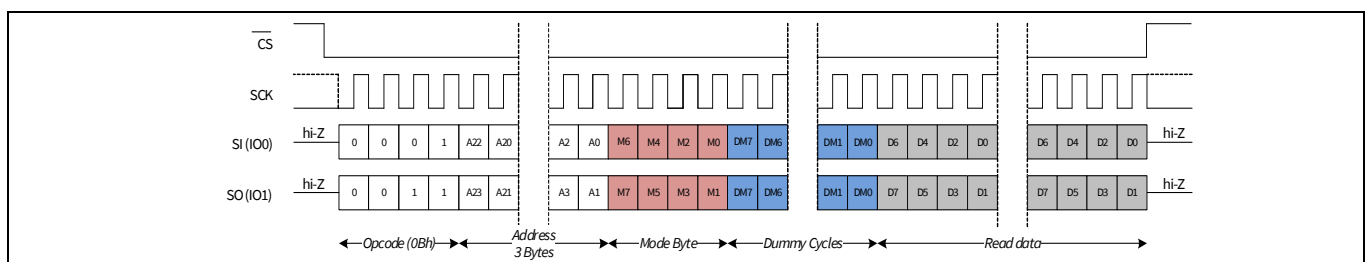 CS
SCK
SI (IO0) hi-Z 0 0 0 1 A22 A20 A2 A0 M6 M4 M2 M0 DM7 DM6 DM1 DM0 D6 D4 D2 D0 D6 D4 D2 D0 hi-Z
SO (IO1) hi-Z 0 0 1 1 A23 A21 A3 A1 M7 M5 M3 M1 DM7 DM6 DM1 DM0 D7 D5 D3 D1 D7 D5 D3 D1 hi-Z
Opcode (0Bh) Address 3 Bytes Mode Byte Dummy Cycles Read data